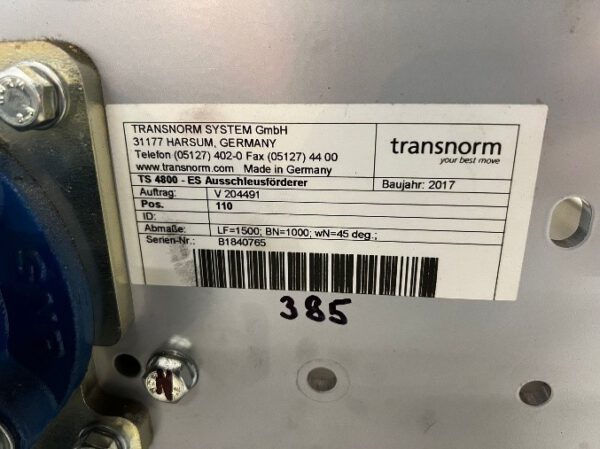 TRANSNORM SYSTEM GmbH
31177 HARSUM, GERMANY
Telefon (05127) 402-0 Fax (05127) 44 00
www.transnorm.com Made in Germany
transnorm
your best move
TS 4800 - ES Ausschleusförderer
Baujahr: 2017
Auftrag: V 204491
Pos. 110
ID:
Abmaße: LF=1500; BN=1000; wN=45 deg.;
Serien-Nr.: B1840765
385
N